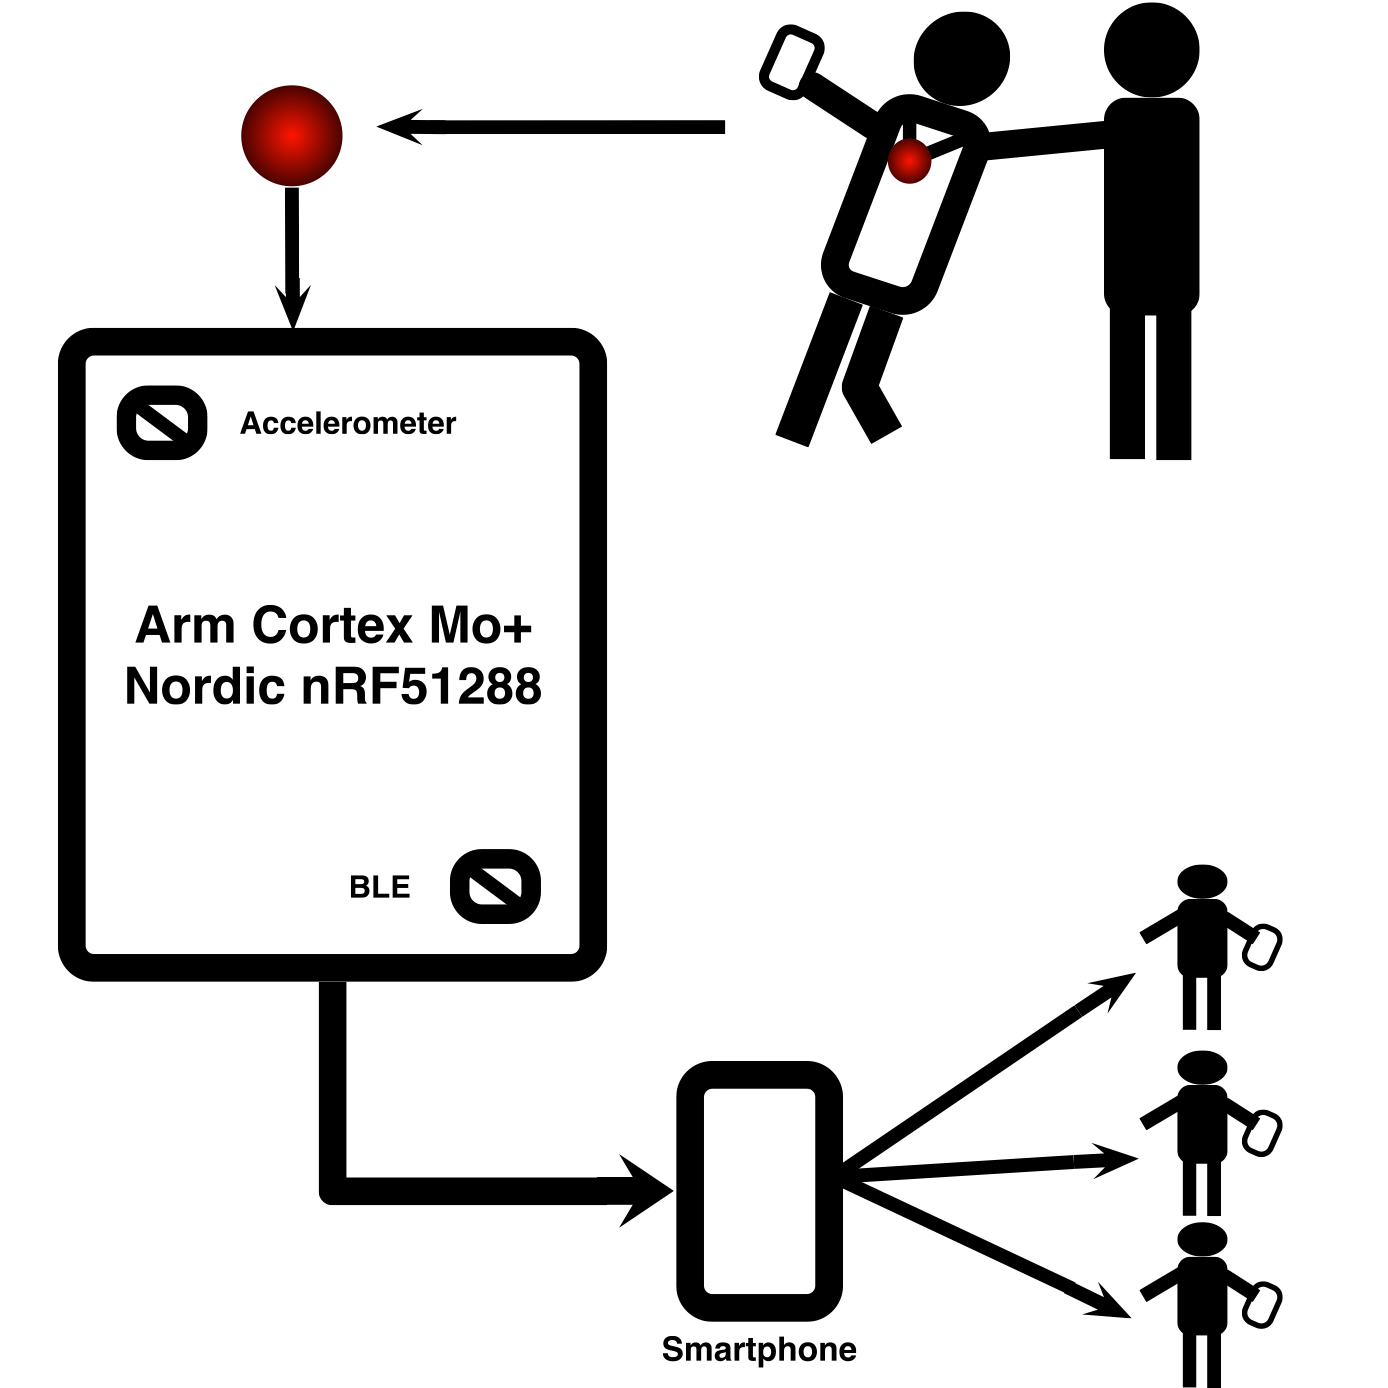 Accelerometer
Arm Cortex Mo+
Nordic nRF51288
BLE
Smartphone